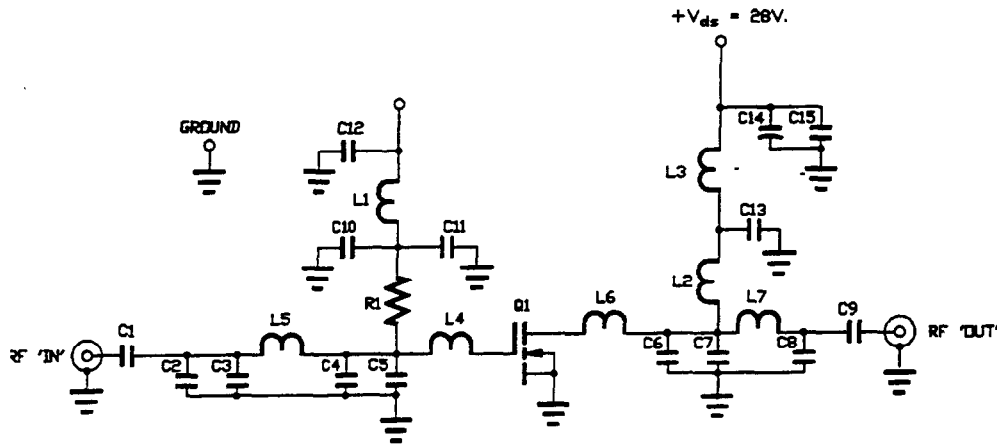 +Vds = 28V.
GROUND
C12
C14
C15
L3
L1
C10
C11
C13
R1
L2
Q1
L6
L7
C9
C1
L5
L4
RF 'IN'
RF 'OUT'
C2
C3
C4
C5
C6
C7
C8